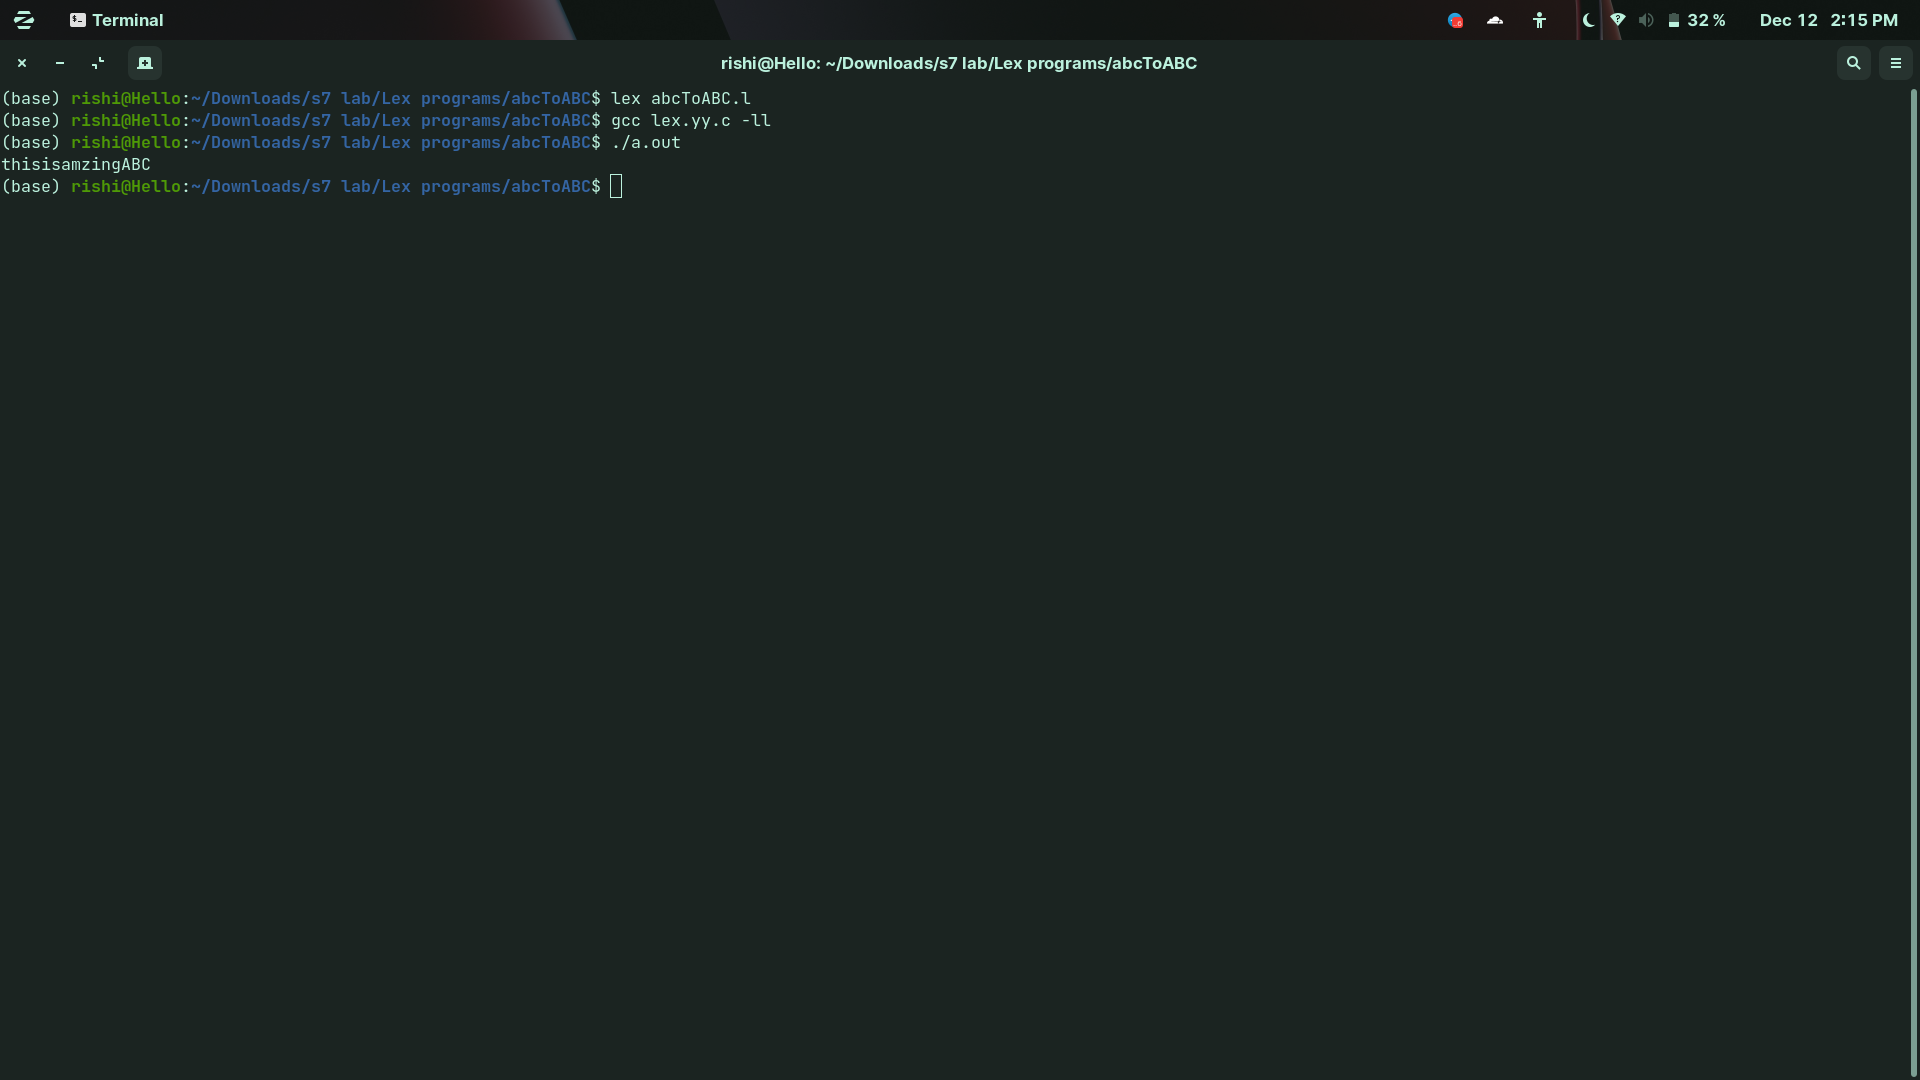 Terminal
32 %
Dec 12 2:15 PM
rishi@Hello: ~/Downloads/s7 lab/Lex programs/abcToABC
(base) rishi@Hello:~/Downloads/s7 lab/Lex programs/abcToABC$ lex abcToABC.l
(base) rishi@Hello:~/Downloads/s7 lab/Lex programs/abcToABC$ gcc lex.yy.c -ll
(base) rishi@Hello:~/Downloads/s7 lab/Lex programs/abcToABC$ ./a.out
thisisamzingABC
(base) rishi@Hello:~/Downloads/s7 lab/Lex programs/abcToABC$